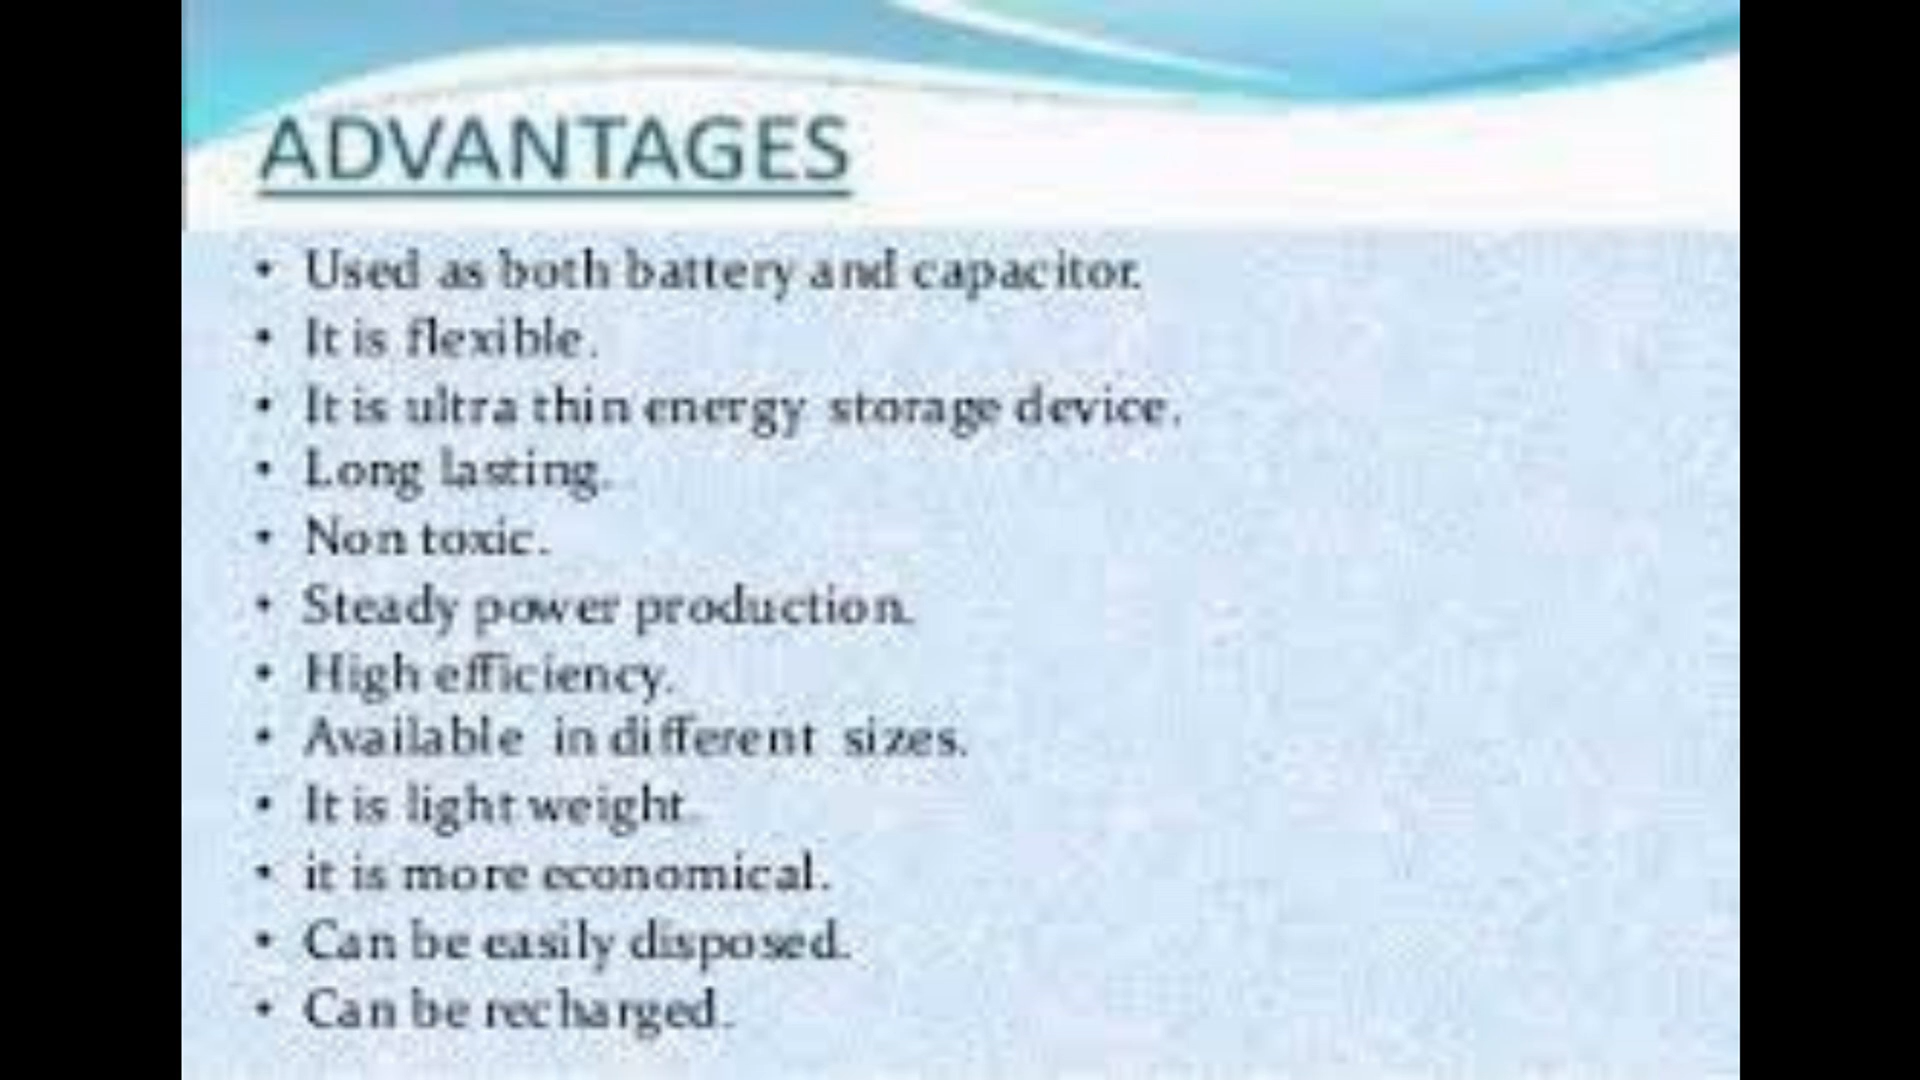 ADVANTAGES
• Used as both battery and capacitor.
• It is flexible.
• It is ultra thin energy storage device.
• Long lasting.
• Non toxic.
• Steady power production.
• High efficiency.
• Available in different sizes.
• It is light weight.
• it is more economical.
• Can be easily disposed.
• Can be recharged.